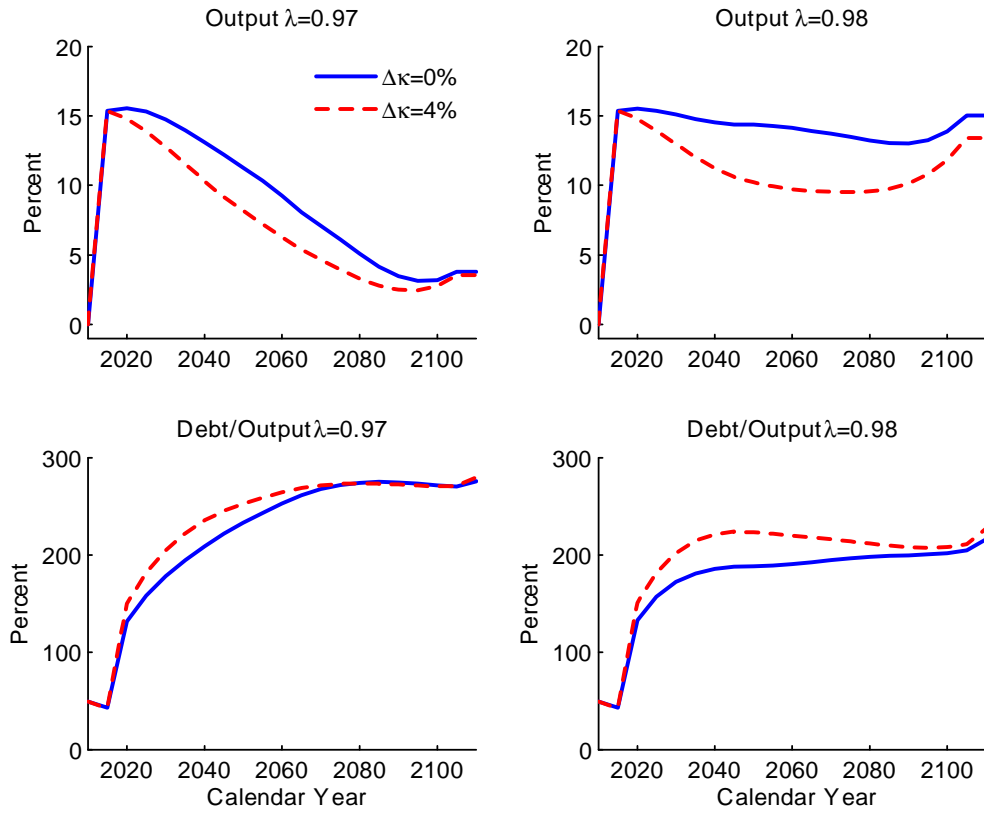 Output λ=0.97
Output λ=0.98
Percent
20
15
10
5
0
Δκ=0%
Δκ=4%
2020 2040 2060 2080 2100
Percent
20
15
10
5
0
2020 2040 2060 2080 2100
Debt/Output λ=0.97
Debt/Output λ=0.98
Percent
300
200
100
0
2020 2040 2060 2080 2100
Calendar Year
Percent
300
200
100
0
2020 2040 2060 2080 2100
Calendar Year